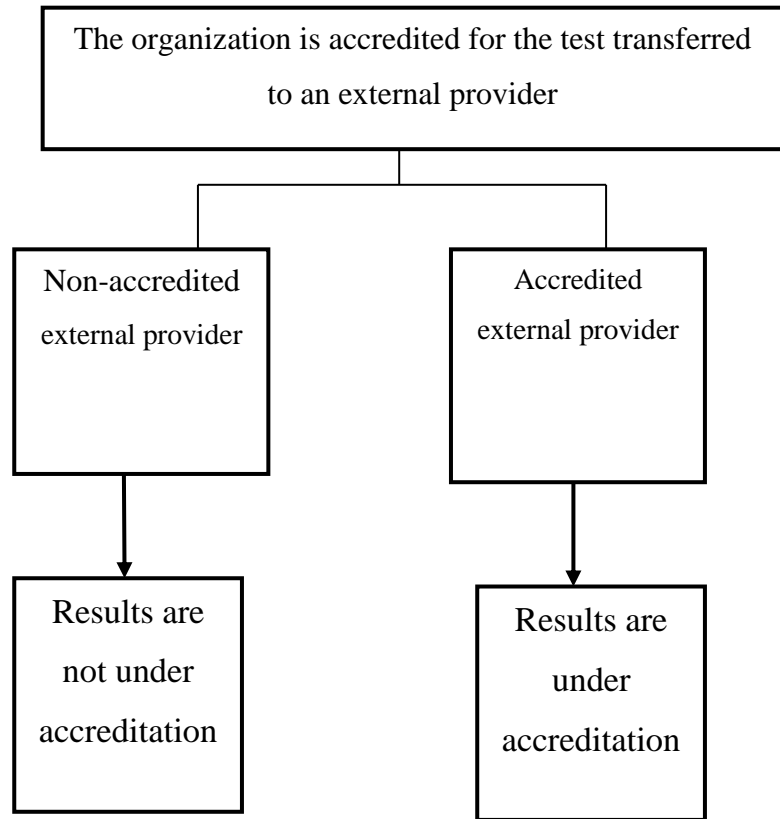 The organization is accredited for the test transferred
to an external provider
Non-accredited
external provider
Accredited
external provider
Results are
not under
accreditation
Results are
under
accreditation